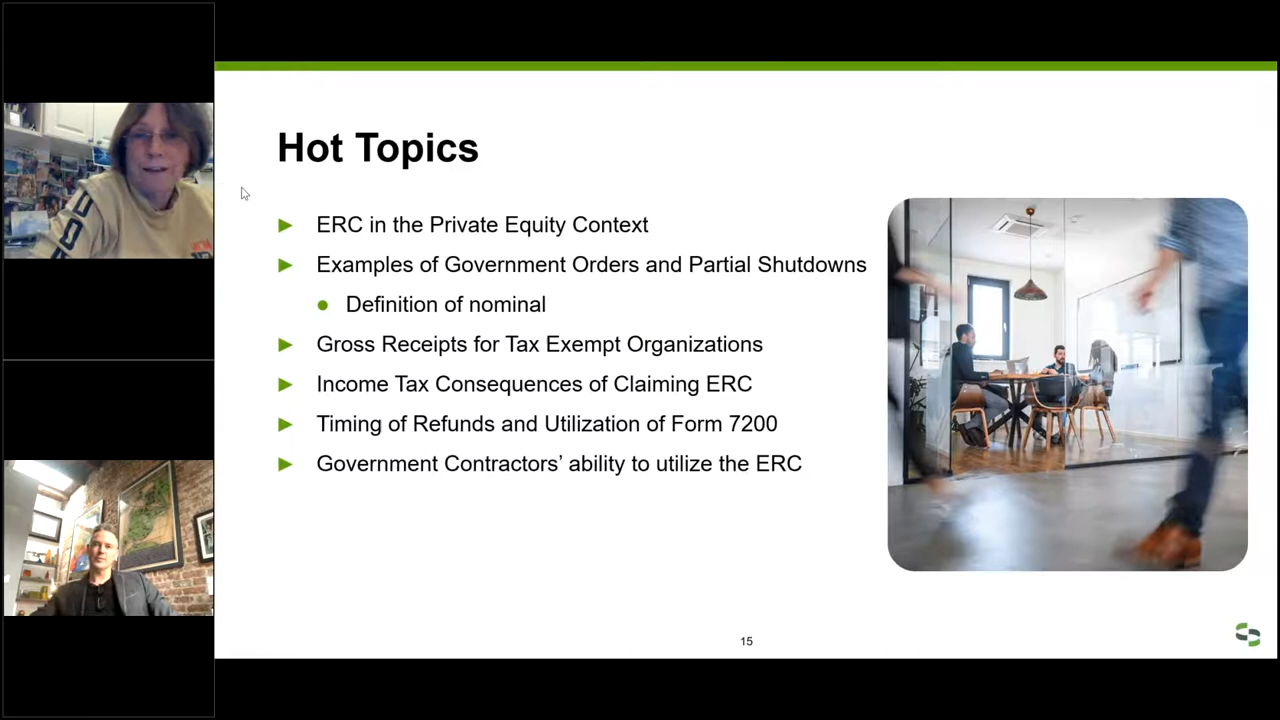 Hot Topics
ERC in the Private Equity Context
Examples of Government Orders and Partial Shutdowns
Definition of nominal
Gross Receipts for Tax Exempt Organizations
Income Tax Consequences of Claiming ERC
Timing of Refunds and Utilization of Form 7200
Government Contractors’ ability to utilize the ERC
15